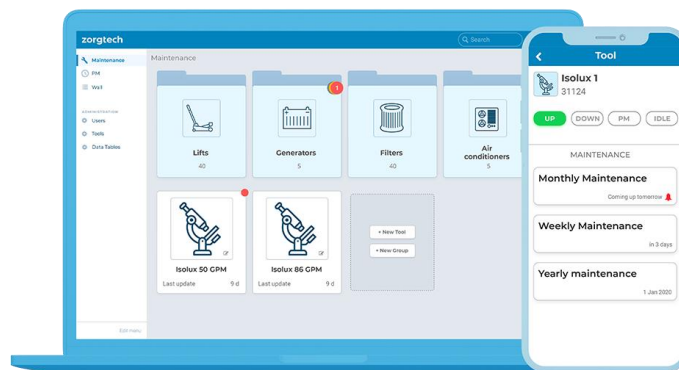 zorgtech
Search
Maintenance
PM
Wall
ADMINISTRATION
Users
Tools
Data Tables
Edit menu
Maintenance
1
Lifts
40
Generators
5
Filters
40
Air
conditioners
5
Isolux 50 GPM
Last update 9 d
Isolux 86 GPM
Last update 9 d
+ New Tool
+ New Group
Tool
Isolux 1
31124
UP DOWN PM IDLE
MAINTENANCE
Monthly Maintenance
Coming up tomorrow
Weekly Maintenance
in 3 days
Yearly maintenance
1 Jan 2020